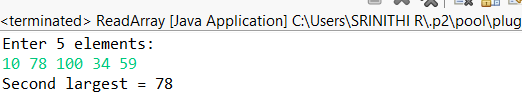 <terminated> ReadArray [Java Application] C:\Users\SRINITHI R\.p2\pool\plug
Enter 5 elements:
10 78 100 34 59
Second largest = 78